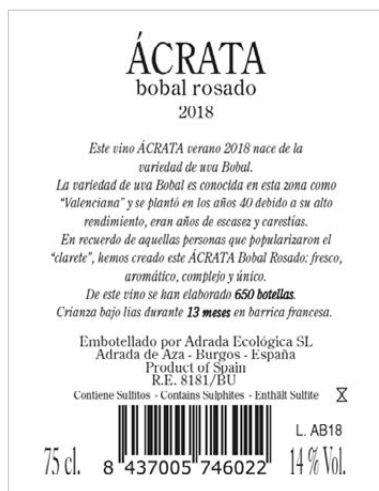 ÁCRATA
bobal rosado
2018
Este vino ÁCRATA verano 2018 nace de la
variedad de uva Bobal.
La variedad de uva Bobal es conocida en esta zona como
“Valenciana” y se plantó en los años 40 debido a su alto
rendimiento, eran años de escasez y carestías.
En recuerdo de aquellas personas que popularizaron el
“clarete”, hemos creado este ÁCRATA Bobal Rosado: fresco,
aromático, complejo y único.
De este vino se han elaborado 650 botellas.
Crianza bajo lías durante 13 meses en barrica francesa.
Embotellado por Adrada Ecológica SL
Adrada de Aza - Burgos - España
Product of Spain
R.E. 8181/BU
Contiene Sulfitos - Contains Sulphites - Enthält Sulfite
L. AB18
75 cl.
8 437005 746022
14 % Vol.